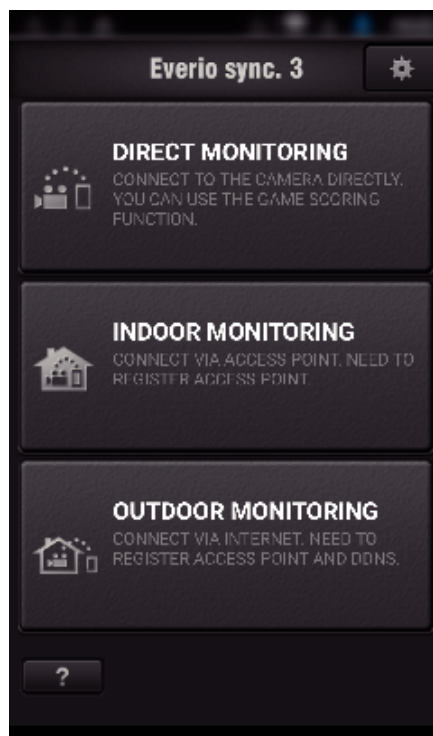 Everio sync. 3
DIRECT MONITORING
CONNECT TO THE CAMERA DIRECTLY.
YOU CAN USE THE GAME SCORING
FUNCTION.
INDOOR MONITORING
CONNECT VIA ACCESS POINT. NEED TO
REGISTER ACCESS POINT.
OUTDOOR MONITORING
CONNECT VIA INTERNET. NEED TO
REGISTER ACCESS POINT AND DDNS.
?